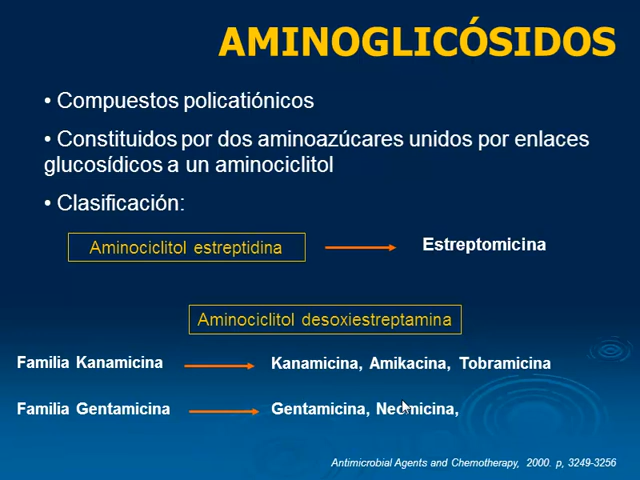 AMINOGLICÓSIDOS
• Compuestos policatiónicos
• Constituidos por dos aminoazúcares unidos por enlaces
glucosídicos a un aminociclitol
• Clasificación:
Aminociclitol estreptidina
Estreptomicina
Aminociclitol desoxiestreptamina
Familia Kanamicina
Kanamicina, Amikacina, Tobramicina
Familia Gentamicina
Gentamicina,
Antimicrobial Agents and Chemotherapy, 2000. p, 3249-3256